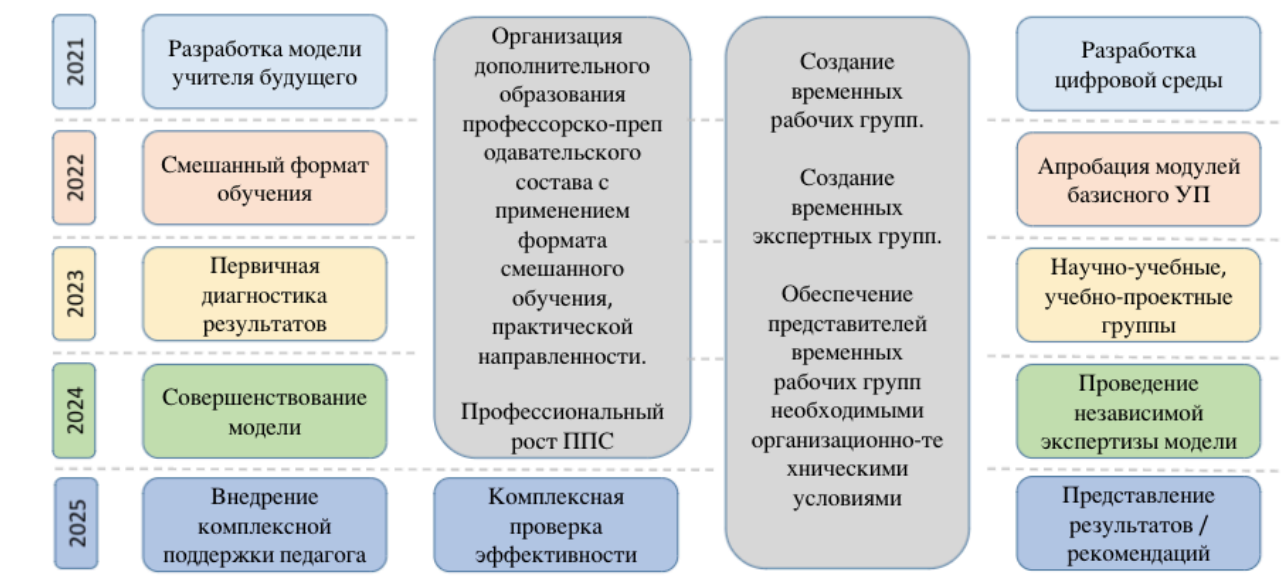 2021
Разработка модели
учителя будущего
2022
Смешанный формат
обучения
2023
Первичная
диагностика
результатов
2024
Совершенствование
модели
2025
Внедрение
комплексной
поддержки педагога
Организация
дополнительного
образования
профессорско-преп
одавательского
состава с
применением
формата
смешанного
обучения,
практической
направленности.
Профессиональный
рост ППС
Комплексная
проверка
эффективности
Создание
временных
рабочих групп.
Создание
временных
экспертных групп.
Обеспечение
представителей
временных
рабочих групп
необходимыми
организационно-те
хническими
условиями
Разработка
цифровой среды
Апробация модулей
базисного УП
Научно-учебные,
учебно-проектные
группы
Проведение
независимой
экспертизы модели
Представление
результатов /
рекомендаций